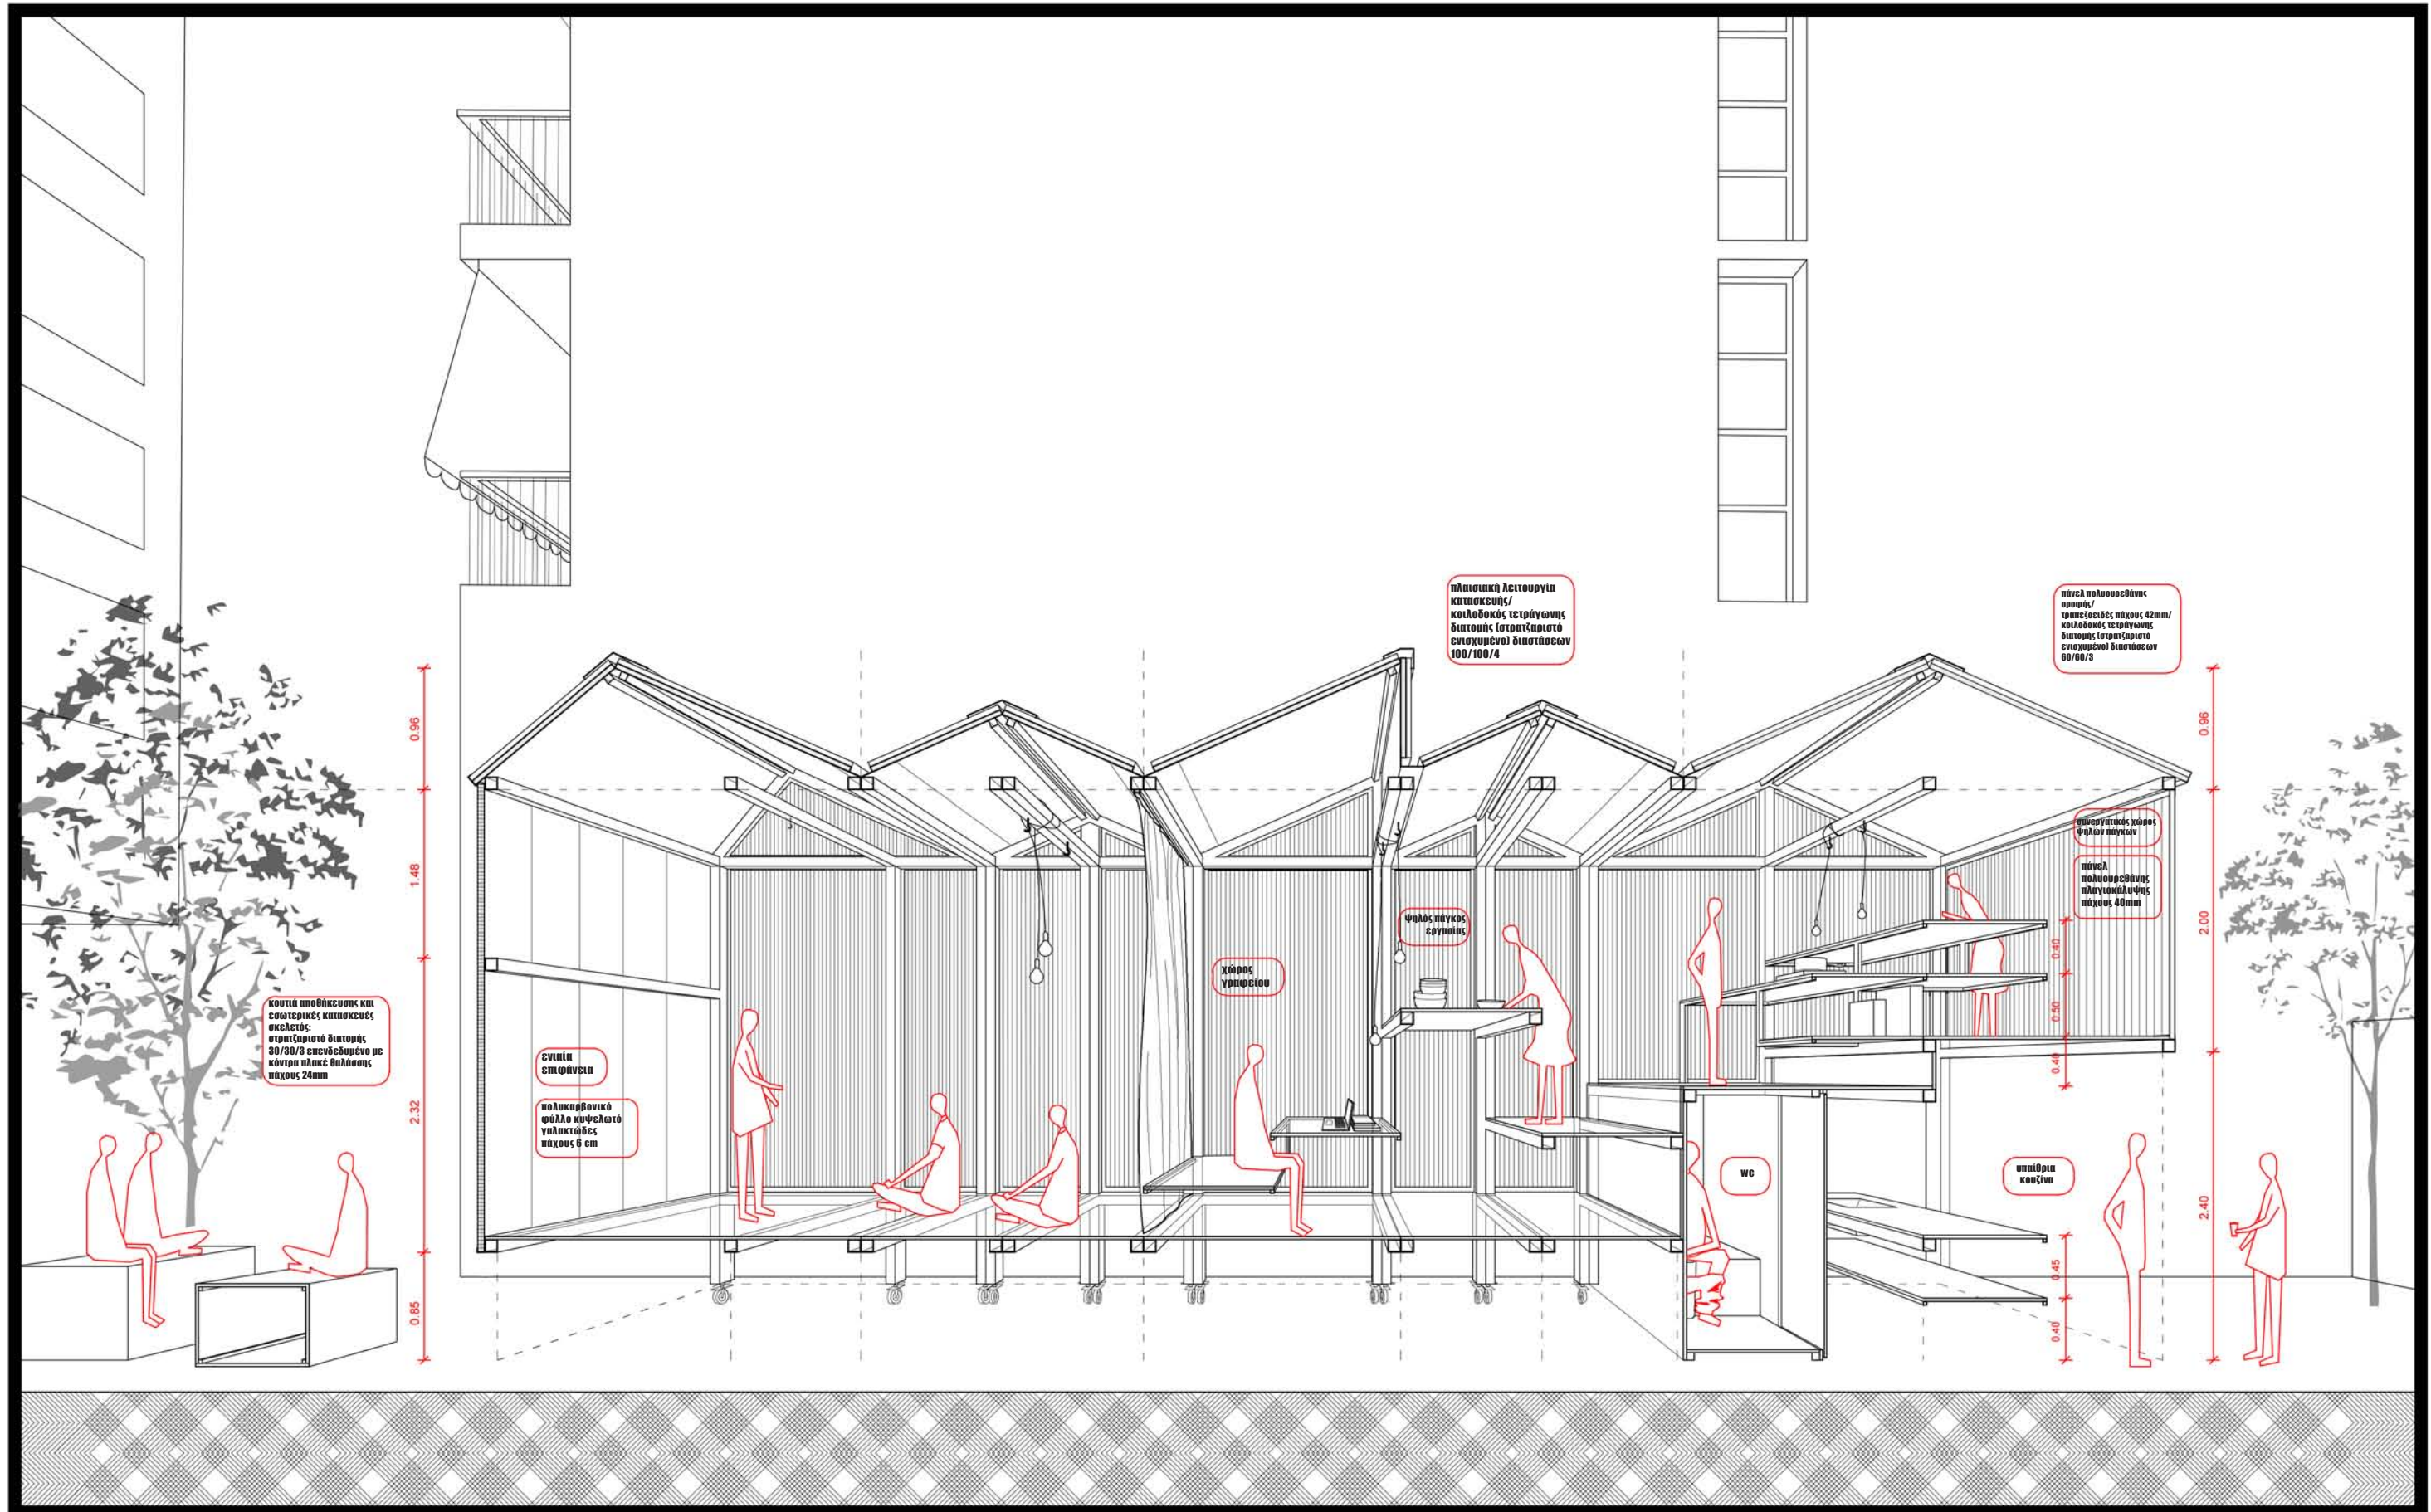 πλαισιακή λειτουργία
κατασκευής/
κοιλοδοκός τετράγωνης
διατομής (στρατζαριστό
ενισχυμένο) διαστάσεων
100/100/4
πάνελ πολυουρεθάνης
οροφής/
τραπεζοειδές πάχους 42mm/
κοιλοδοκός τετράγωνης
διατομής (στρατζαριστό
ενισχυμένο) διαστάσεων
60/60/3
0.96
1.48
2.32
0.85
κουτιά αποθήκευσης και
εσωτερικές κατασκευές
σκελετός:
στρατζαριστό διατομής
30/30/3 επενδεδυμένο με
κόντρα πλακέ θαλάσσης
πάχους 24mm
ενιαία
επιφάνεια
πολυκαρβονικό
φύλλο κυψελωτό
γαλακτώδες
πάχους 6 cm
χώρος
γραφείου
ψηλός πάγκος
εργασίας
συνεργατικός χώρος
ψηλών πάγκων
πάνελ
πολυουρεθάνης
πλαγιοκάλυψης
πάχους 40mm
wc
υπαίθρια
κουζίνα
0.40
0.50
0.40
0.45
0.40
0.96
2.00
2.40